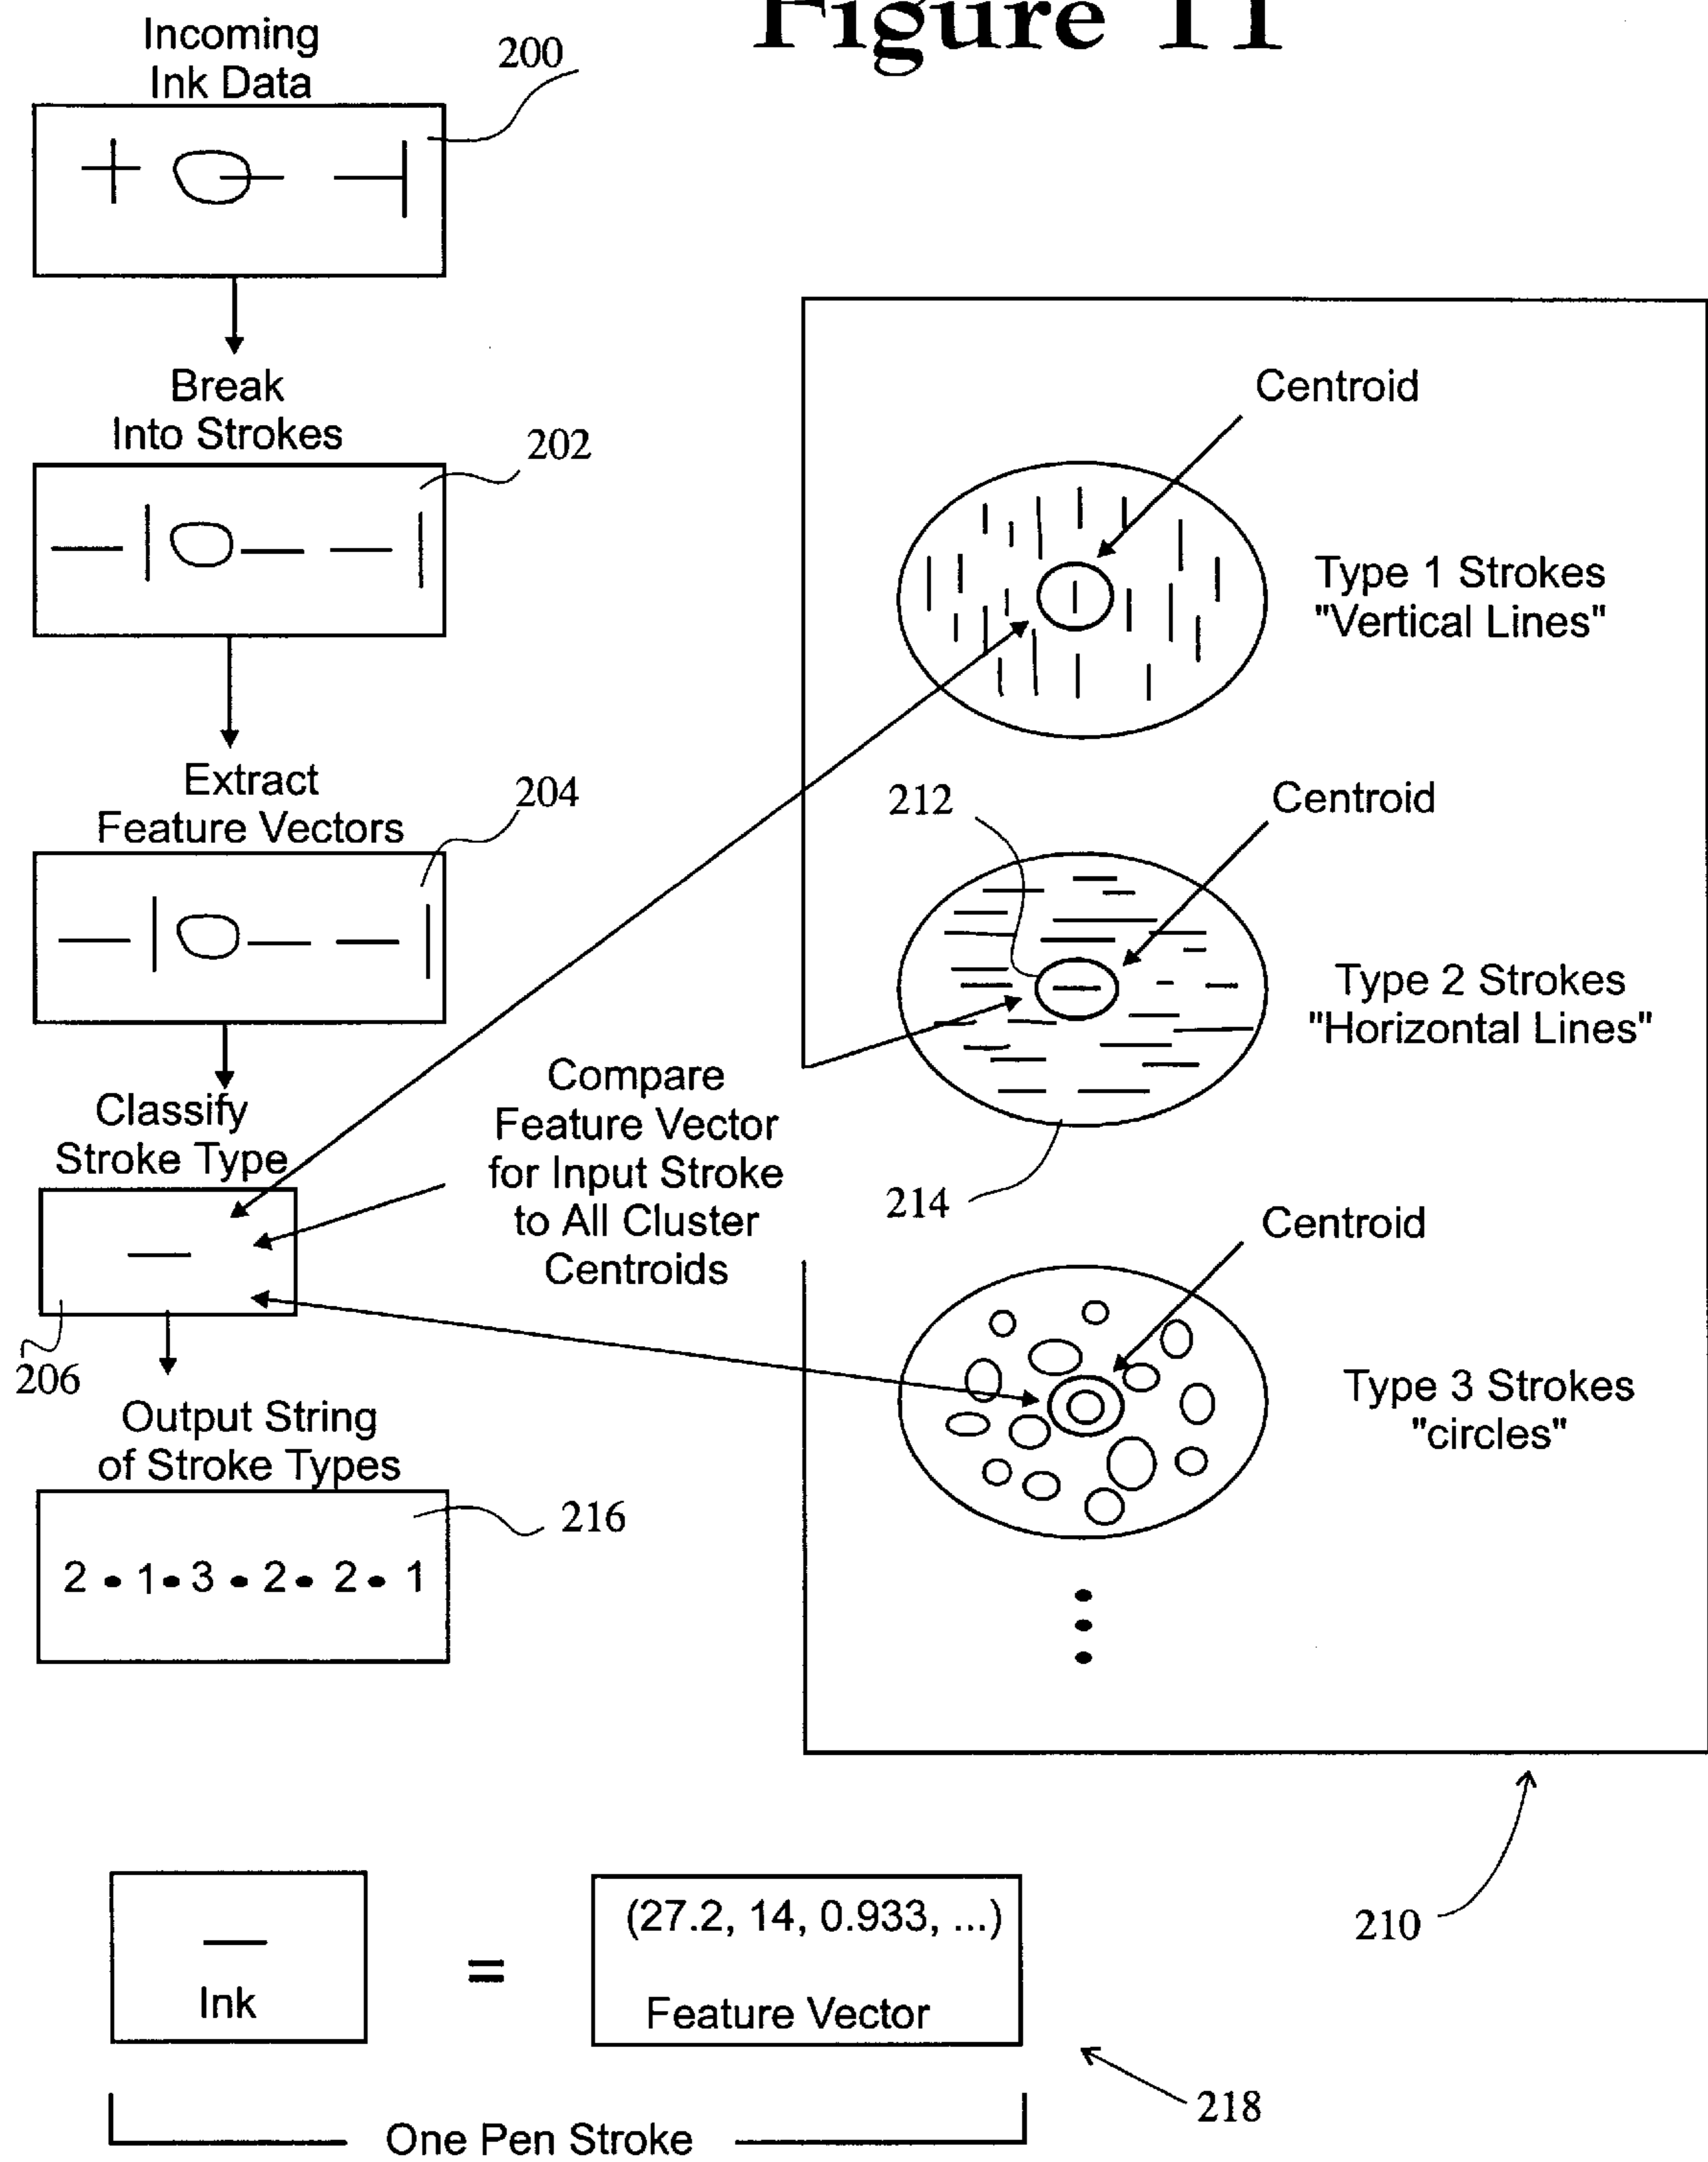 Figure 11
Incoming
Ink Data
200
Break
Into Strokes
202
Extract
Feature Vectors
204
Classify
Stroke Type
206
Compare
Feature Vector
for Input Stroke
to All Cluster
Centroids
Output String
of Stroke Types
216
2 • 1 • 3 • 2 • 2 • 1
Centroid
Type 1 Strokes
"Vertical Lines"
212
Centroid
Type 2 Strokes
"Horizontal Lines"
214
Centroid
Type 3 Strokes
"circles"
210
Ink
=
(27.2, 14, 0.933, ...)
Feature Vector
218
One Pen Stroke